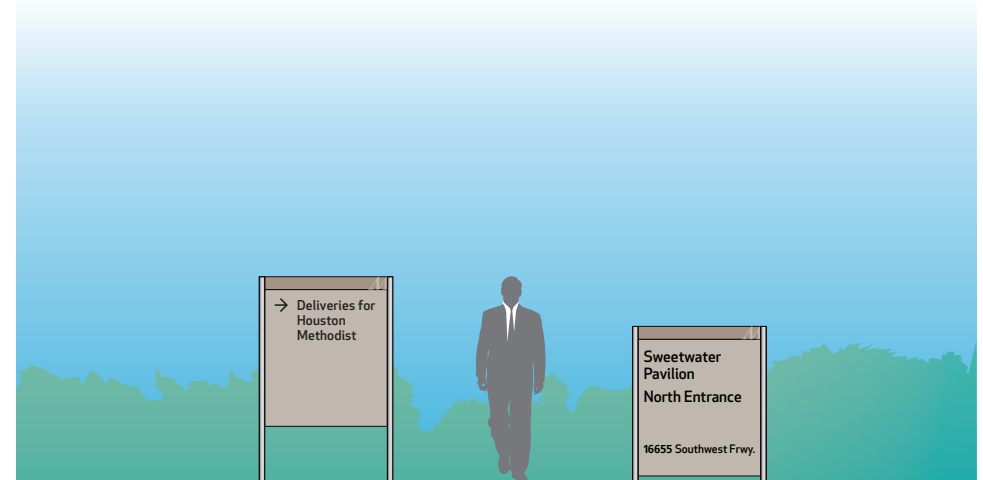 → Deliveries for
Houston
Methodist
Sweetwater
Pavilion
North Entrance
16655 Southwest Frwy.